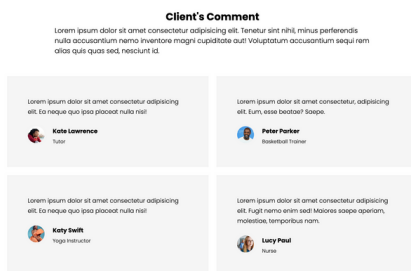 Client's Comment
Lorem ipsum dolor sit amet consectetur adipisicing elit. Tenetur sint nihil, minus perferendis
nulla accusantium nemo inventore magni cupiditate aut! Voluptatum accusantium sequi rem
alias quis quas sed, nesciunt id.
Lorem ipsum dolor sit amet consectetur adipisicing
elit. Ea neque quo ipsa placeat nulla nisi!
Kate Lawrence
Tutor
Lorem ipsum dolor sit amet consectetur, adipisicing
elit. Eum, esse beatae? Saepe.
Peter Parker
Basketball Trainer
Lorem ipsum dolor sit amet consectetur adipisicing
elit. Ea neque quo ipsa placeat nulla nisi!
Katy Swift
Yoga Instructor
Lorem ipsum dolor sit amet consectetur adipisicing
elit. Fugit nemo enim sed! Maiores saepe aperiam,
molestiae, temporibus nam.
Lucy Paul
Nurse